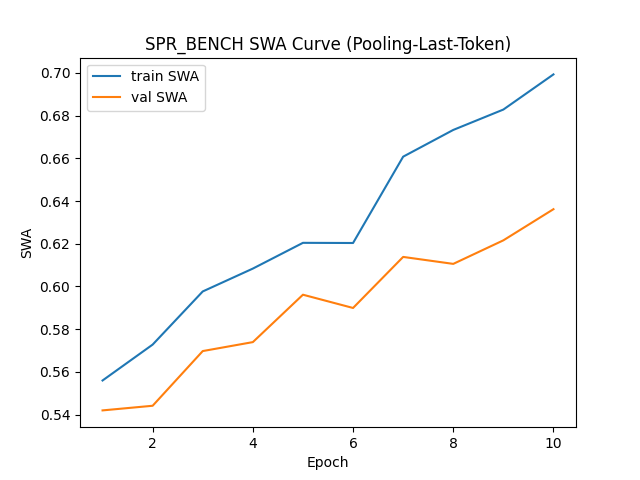 SPR_BENCH SWA Curve (Pooling-Last-Token)
train SWA
val SWA
SWA
0.70
0.68
0.66
0.64
0.62
0.60
0.58
0.56
0.54
2 4 6 8 10
Epoch